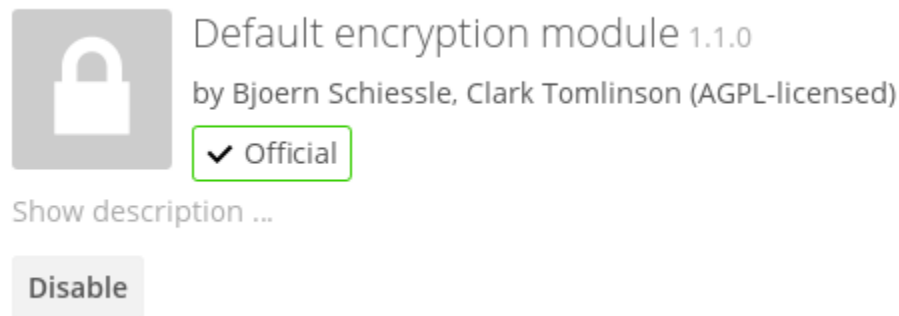 Default encryption module 1.1.0
by Bjoern Schiessle, Clark Tomlinson (AGPL-licensed)
Official
Show description ...
Disable